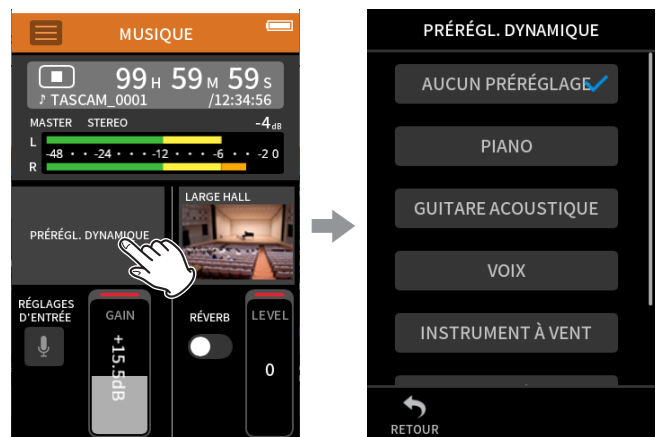 MUSIQUE
99 H 59 M 59 S
♪ TASCAM_0001 /12:34:56
MASTER STEREO -4dB
L
-48 · · -24 · · · · -12 · · · · -6 · · -2 0
R
PRÉRÉGL. DYNAMIQUE
LARGE HALL
RÉGLAGES
D'ENTRÉE
GAIN
+15.5dB
RÉVERB
LEVEL
0
PRÉRÉGL. DYNAMIQUE
AUCUN PRÉRÉGLAGE
PIANO
GUITARE ACOUSTIQUE
VOIX
INSTRUMENT À VENT
RETOUR